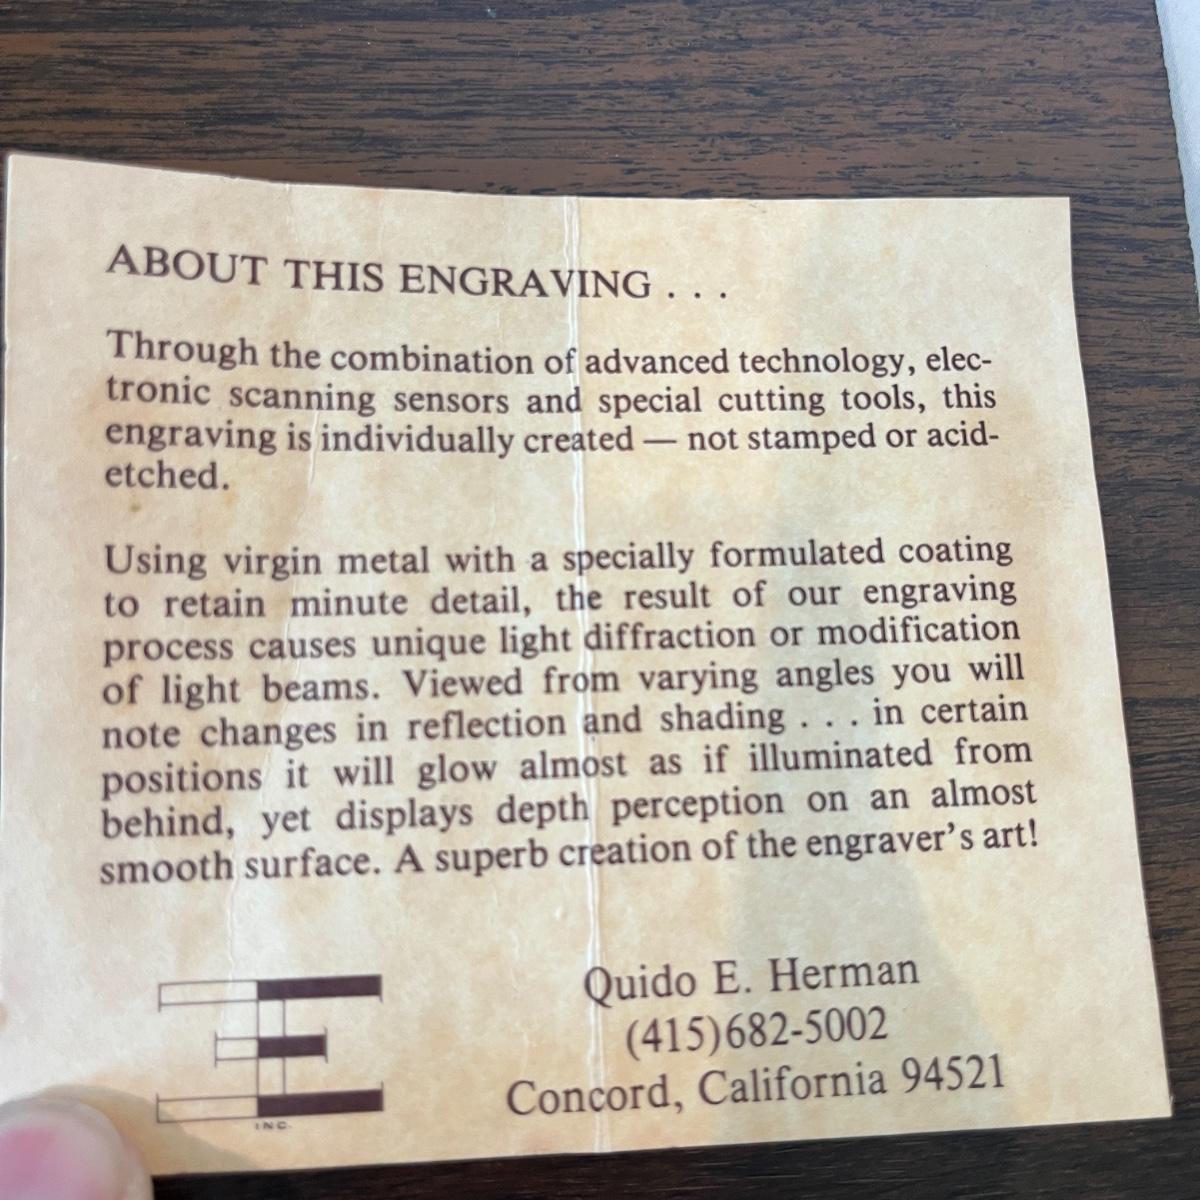 ABOUT THIS ENGRAVING . . .
Through the combination of advanced technology, elec-
tronic scanning sensors and special cutting tools, this
engraving is individually created — not stamped or acid-
etched.
Using virgin metal with a specially formulated coating
to retain minute detail, the result of our engraving
process causes unique light diffraction or modification
of light beams. Viewed from varying angles you will
note changes in reflection and shading . . . in certain
positions it will glow almost as if illuminated from
behind, yet displays depth perception on an almost
smooth surface. A superb creation of the engraver's art!
INC.
Quido E. Herman
(415)682-5002
Concord, California 94521